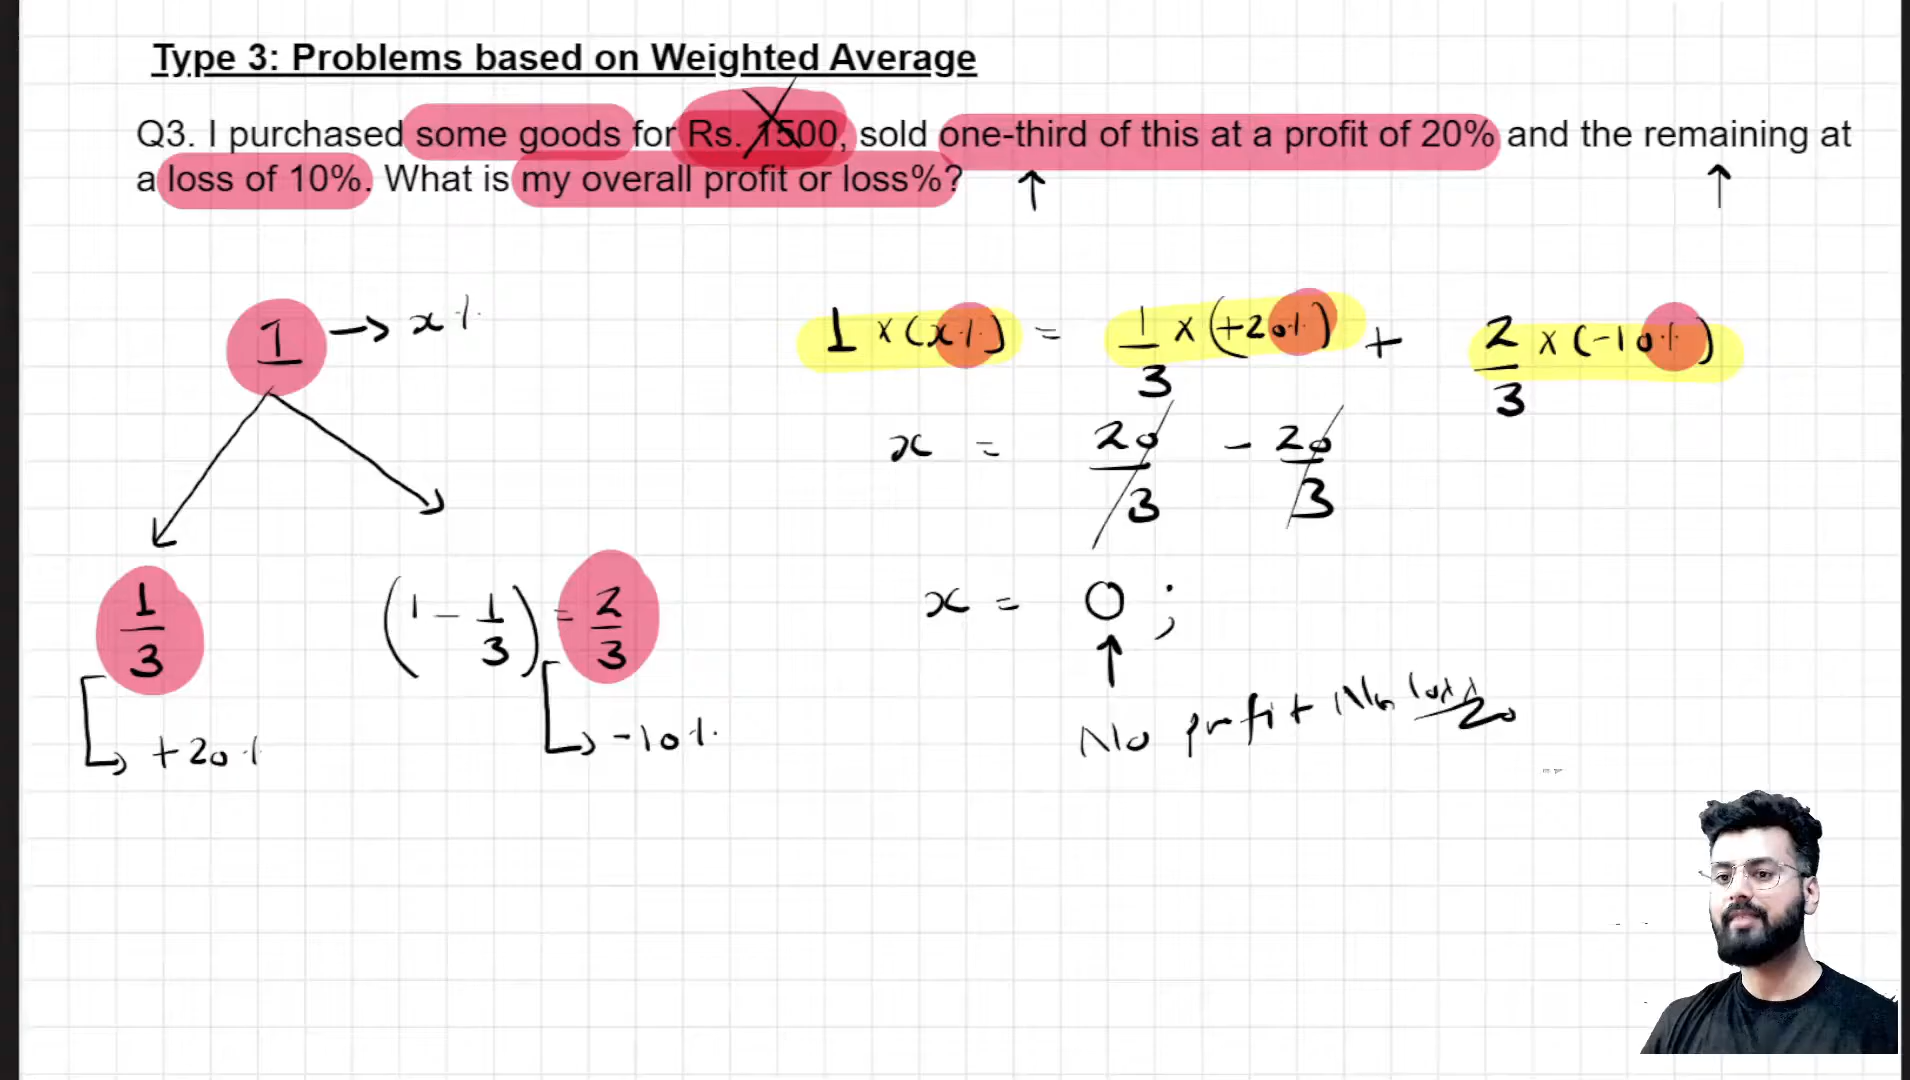 Type 3: Problems based on Weighted Average
Q3. I purchased some goods for Rs. 1500, sold one-third of this at a profit of 20% and the remaining at
a loss of 10%. What is my overall profit or loss%?
1 → x%
1 × (x%) = 1/3 × (+20%) + 2/3 × (-10%)
x = 20/3 - 20/3
1/3
(1 - 1/3) = 2/3
x = 0 ;
+20%
-10%
No profit No loss